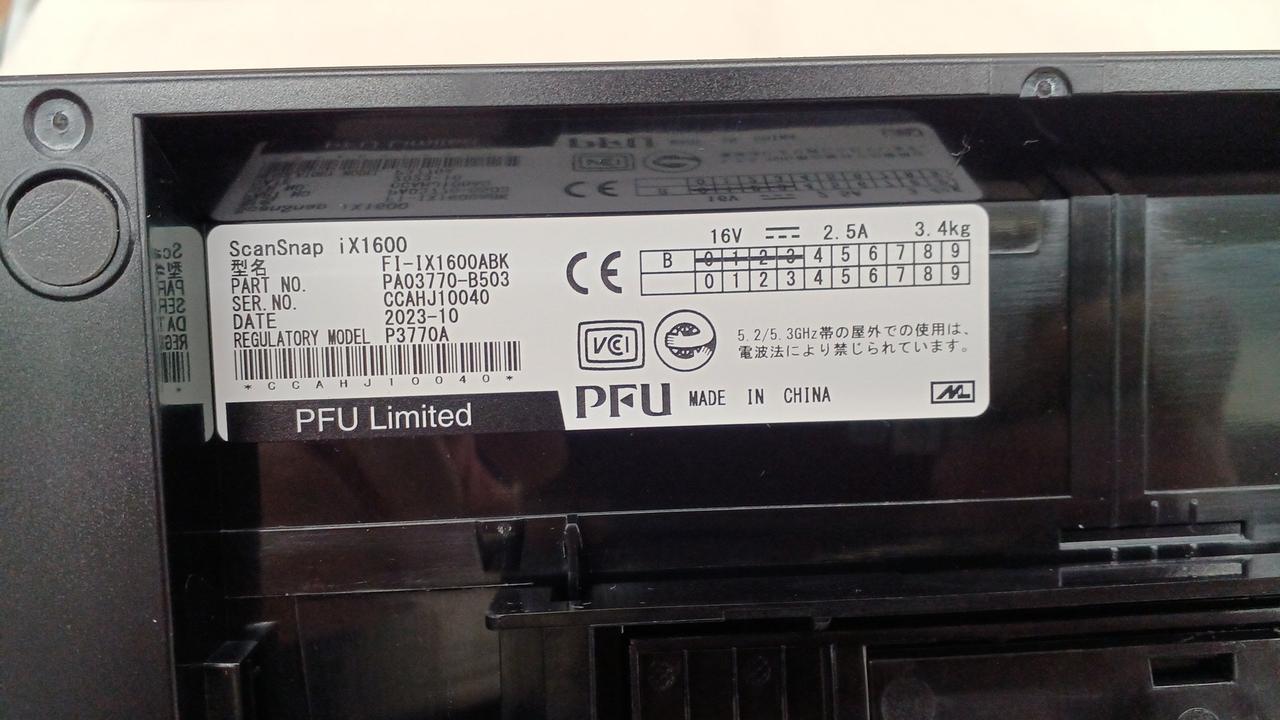 ScanSnap iX1600
型名 FI-IX1600ABK
PART NO. PA03770-B503
SER. NO. CCAHJ10040
DATE 2023-10
REGULATORY MODEL P3770A
*CCAHJ10040*
PFU Limited
16V ⎓ 2.5A 3.4kg
CE
B 0 1 2 3 4 5 6 7 8 9
0 1 2 3 4 5 6 7 8 9
VCI
5.2/5.3GHz帯の屋外での使用は、
電波法により禁じられています。
PFU MADE IN CHINA